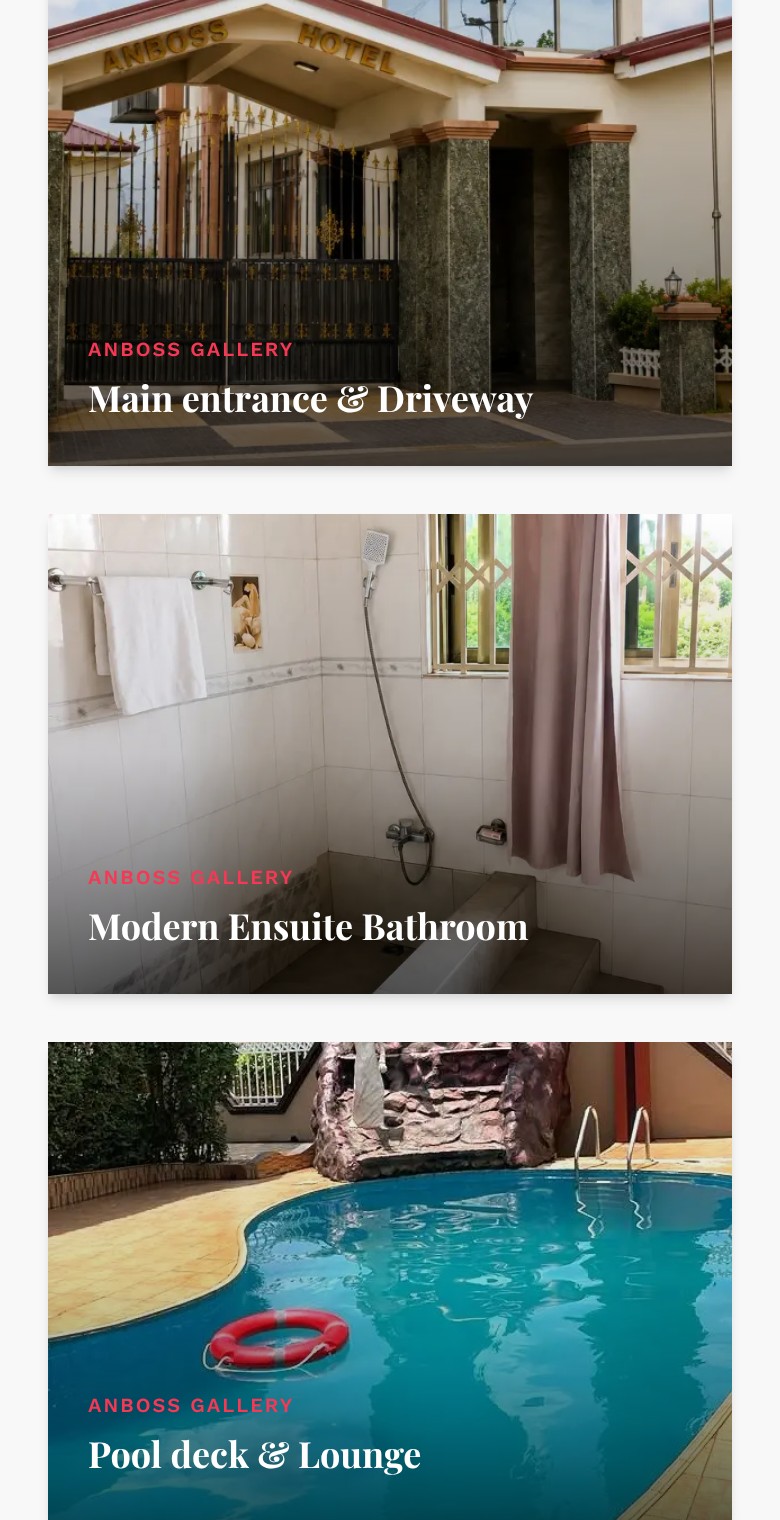 ANBOSS HOTEL
ANBOSS GALLERY
Main entrance & Driveway
ANBOSS GALLERY
Modern Ensuite Bathroom
ANBOSS GALLERY
Pool deck & Lounge